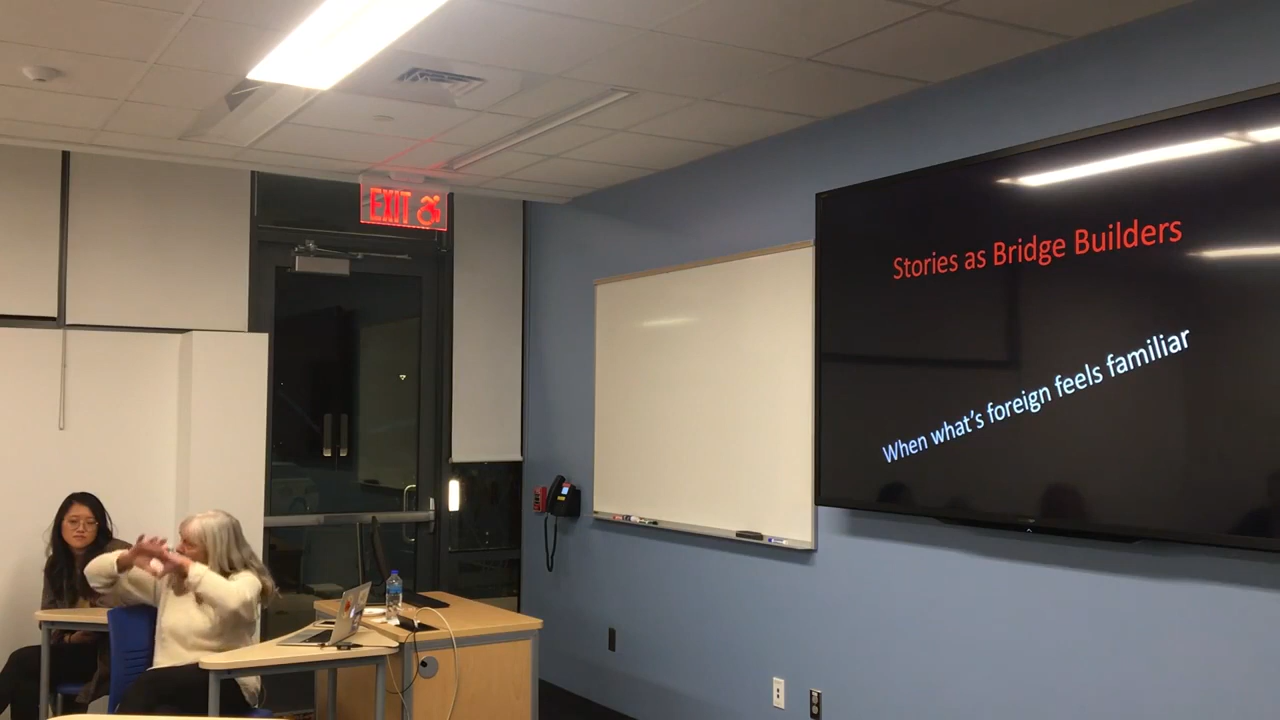 EXIT
Stories as Bridge Builders
When what's foreign feels familiar